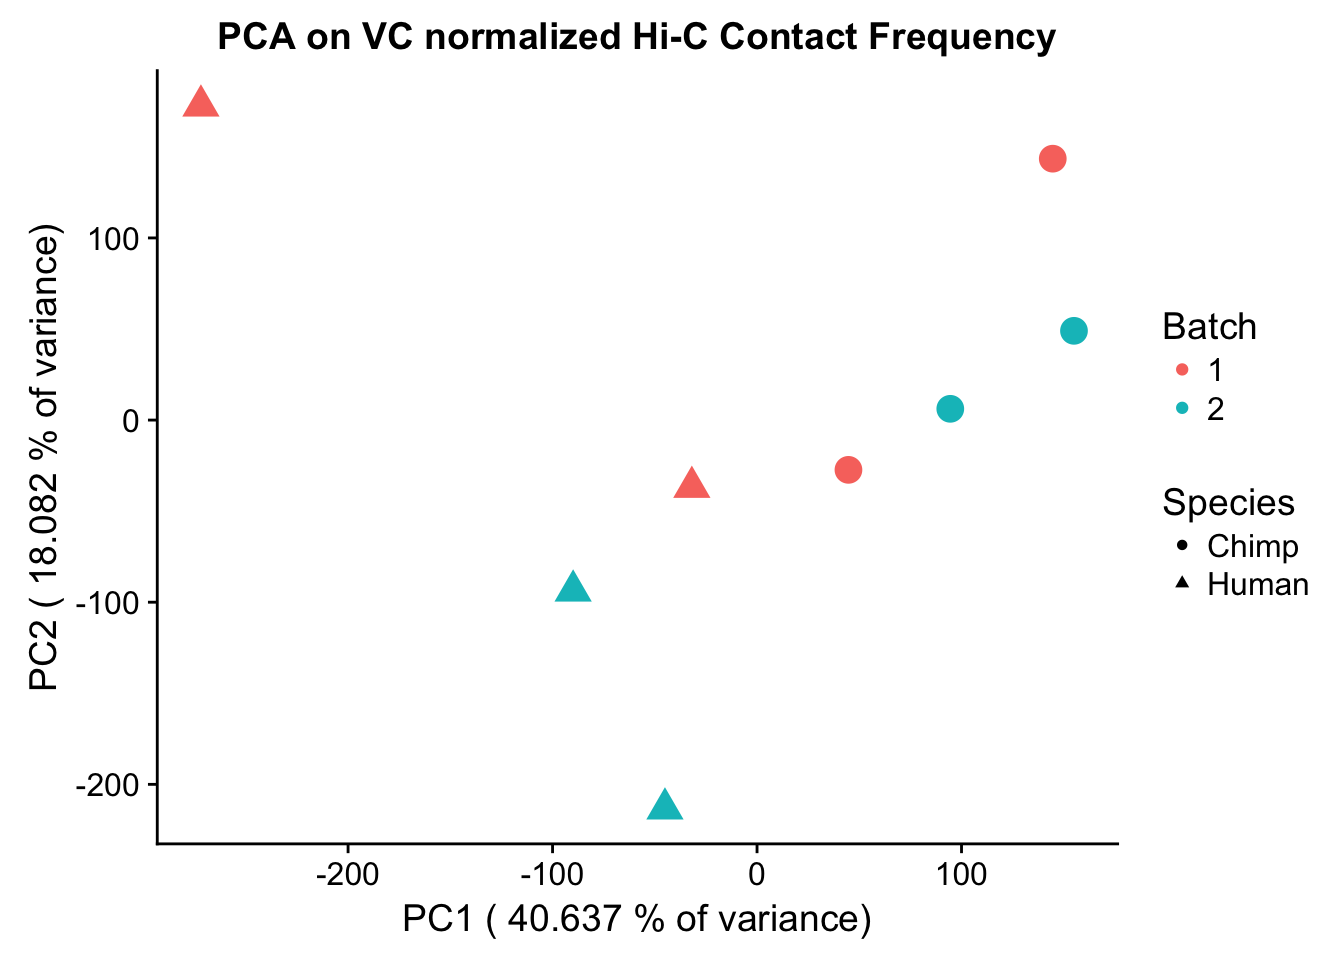 PCA on VC normalized Hi-C Contact Frequency
PC2 ( 18.082 % of variance)
100
0
-100
-200
-200
-100
0
100
PC1 ( 40.637 % of variance)
Batch
1
2
Species
Chimp
Human